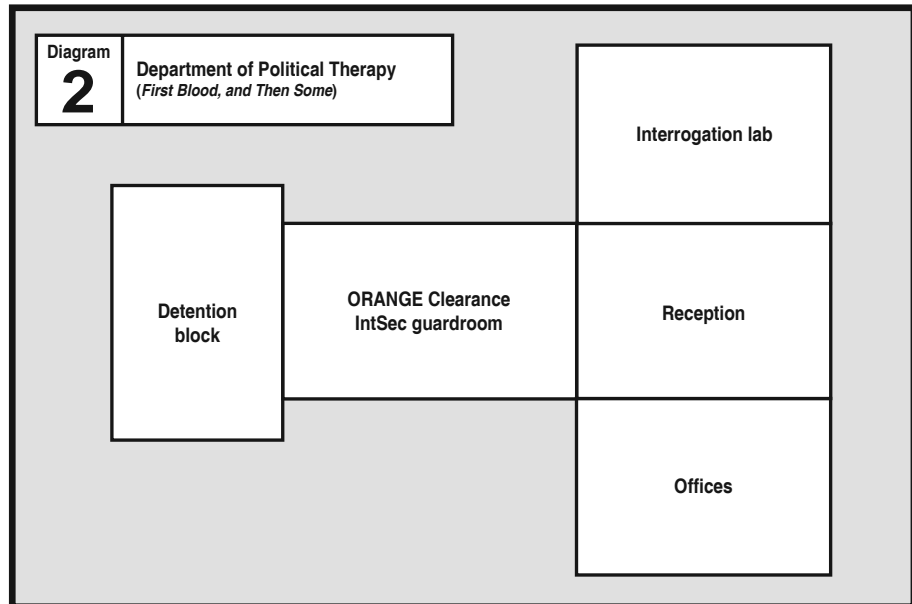 Diagram
2
Department of Political Therapy
(First Blood, and Then Some)
Interrogation lab
Detention
block
ORANGE Clearance
IntSec guardroom
Reception
Offices